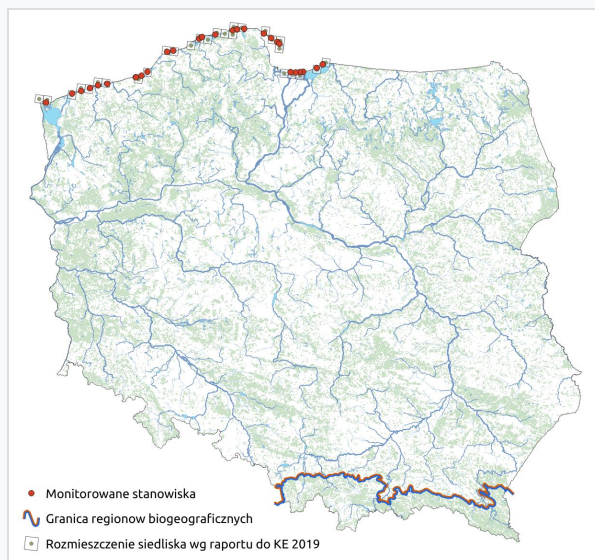 Monitorowane stanowiska
Granica regionow biogeograficznych
Rozmieszczenie siedliska wg raportu do KE 2019